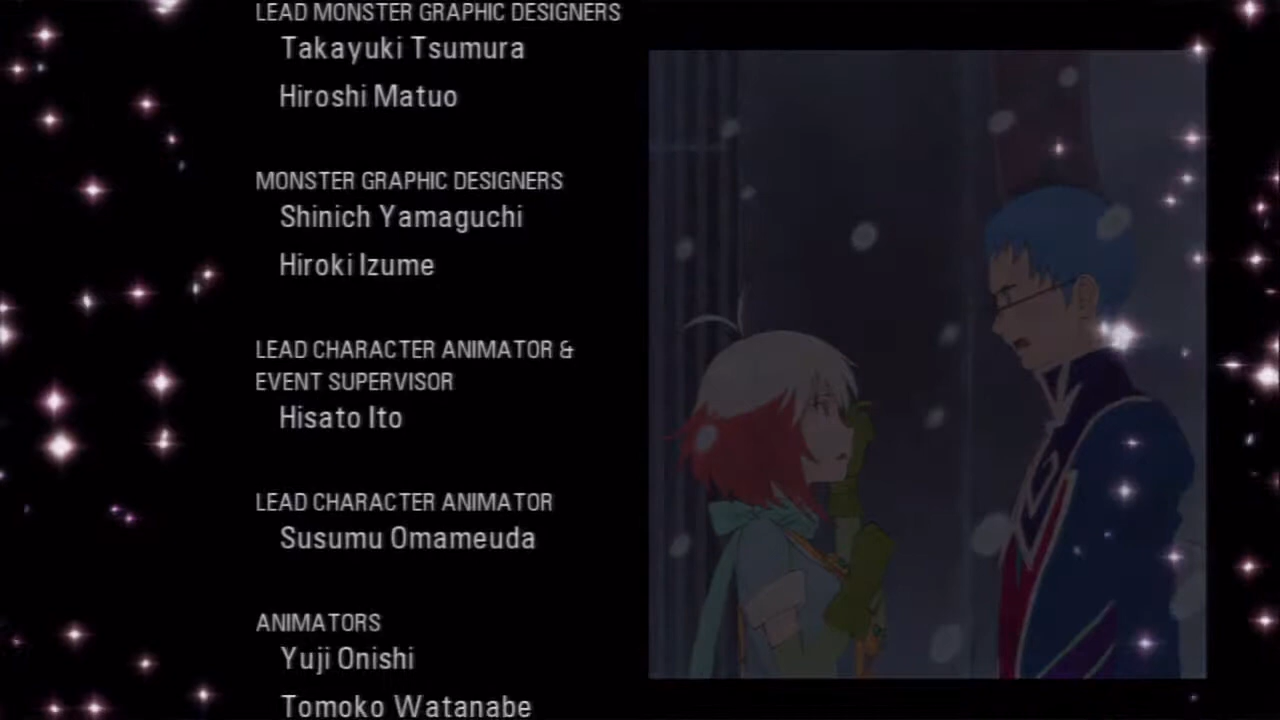 LEAD MONSTER GRAPHIC DESIGNERS
Takayuki Tsumura
Hiroshi Matuo
MONSTER GRAPHIC DESIGNERS
Shinich Yamaguchi
Hiroki Izume
LEAD CHARACTER ANIMATOR &
EVENT SUPERVISOR
Hisato Ito
LEAD CHARACTER ANIMATOR
Susumu Omameuda
ANIMATORS
Yuji Onishi
Tomoko Watanabe